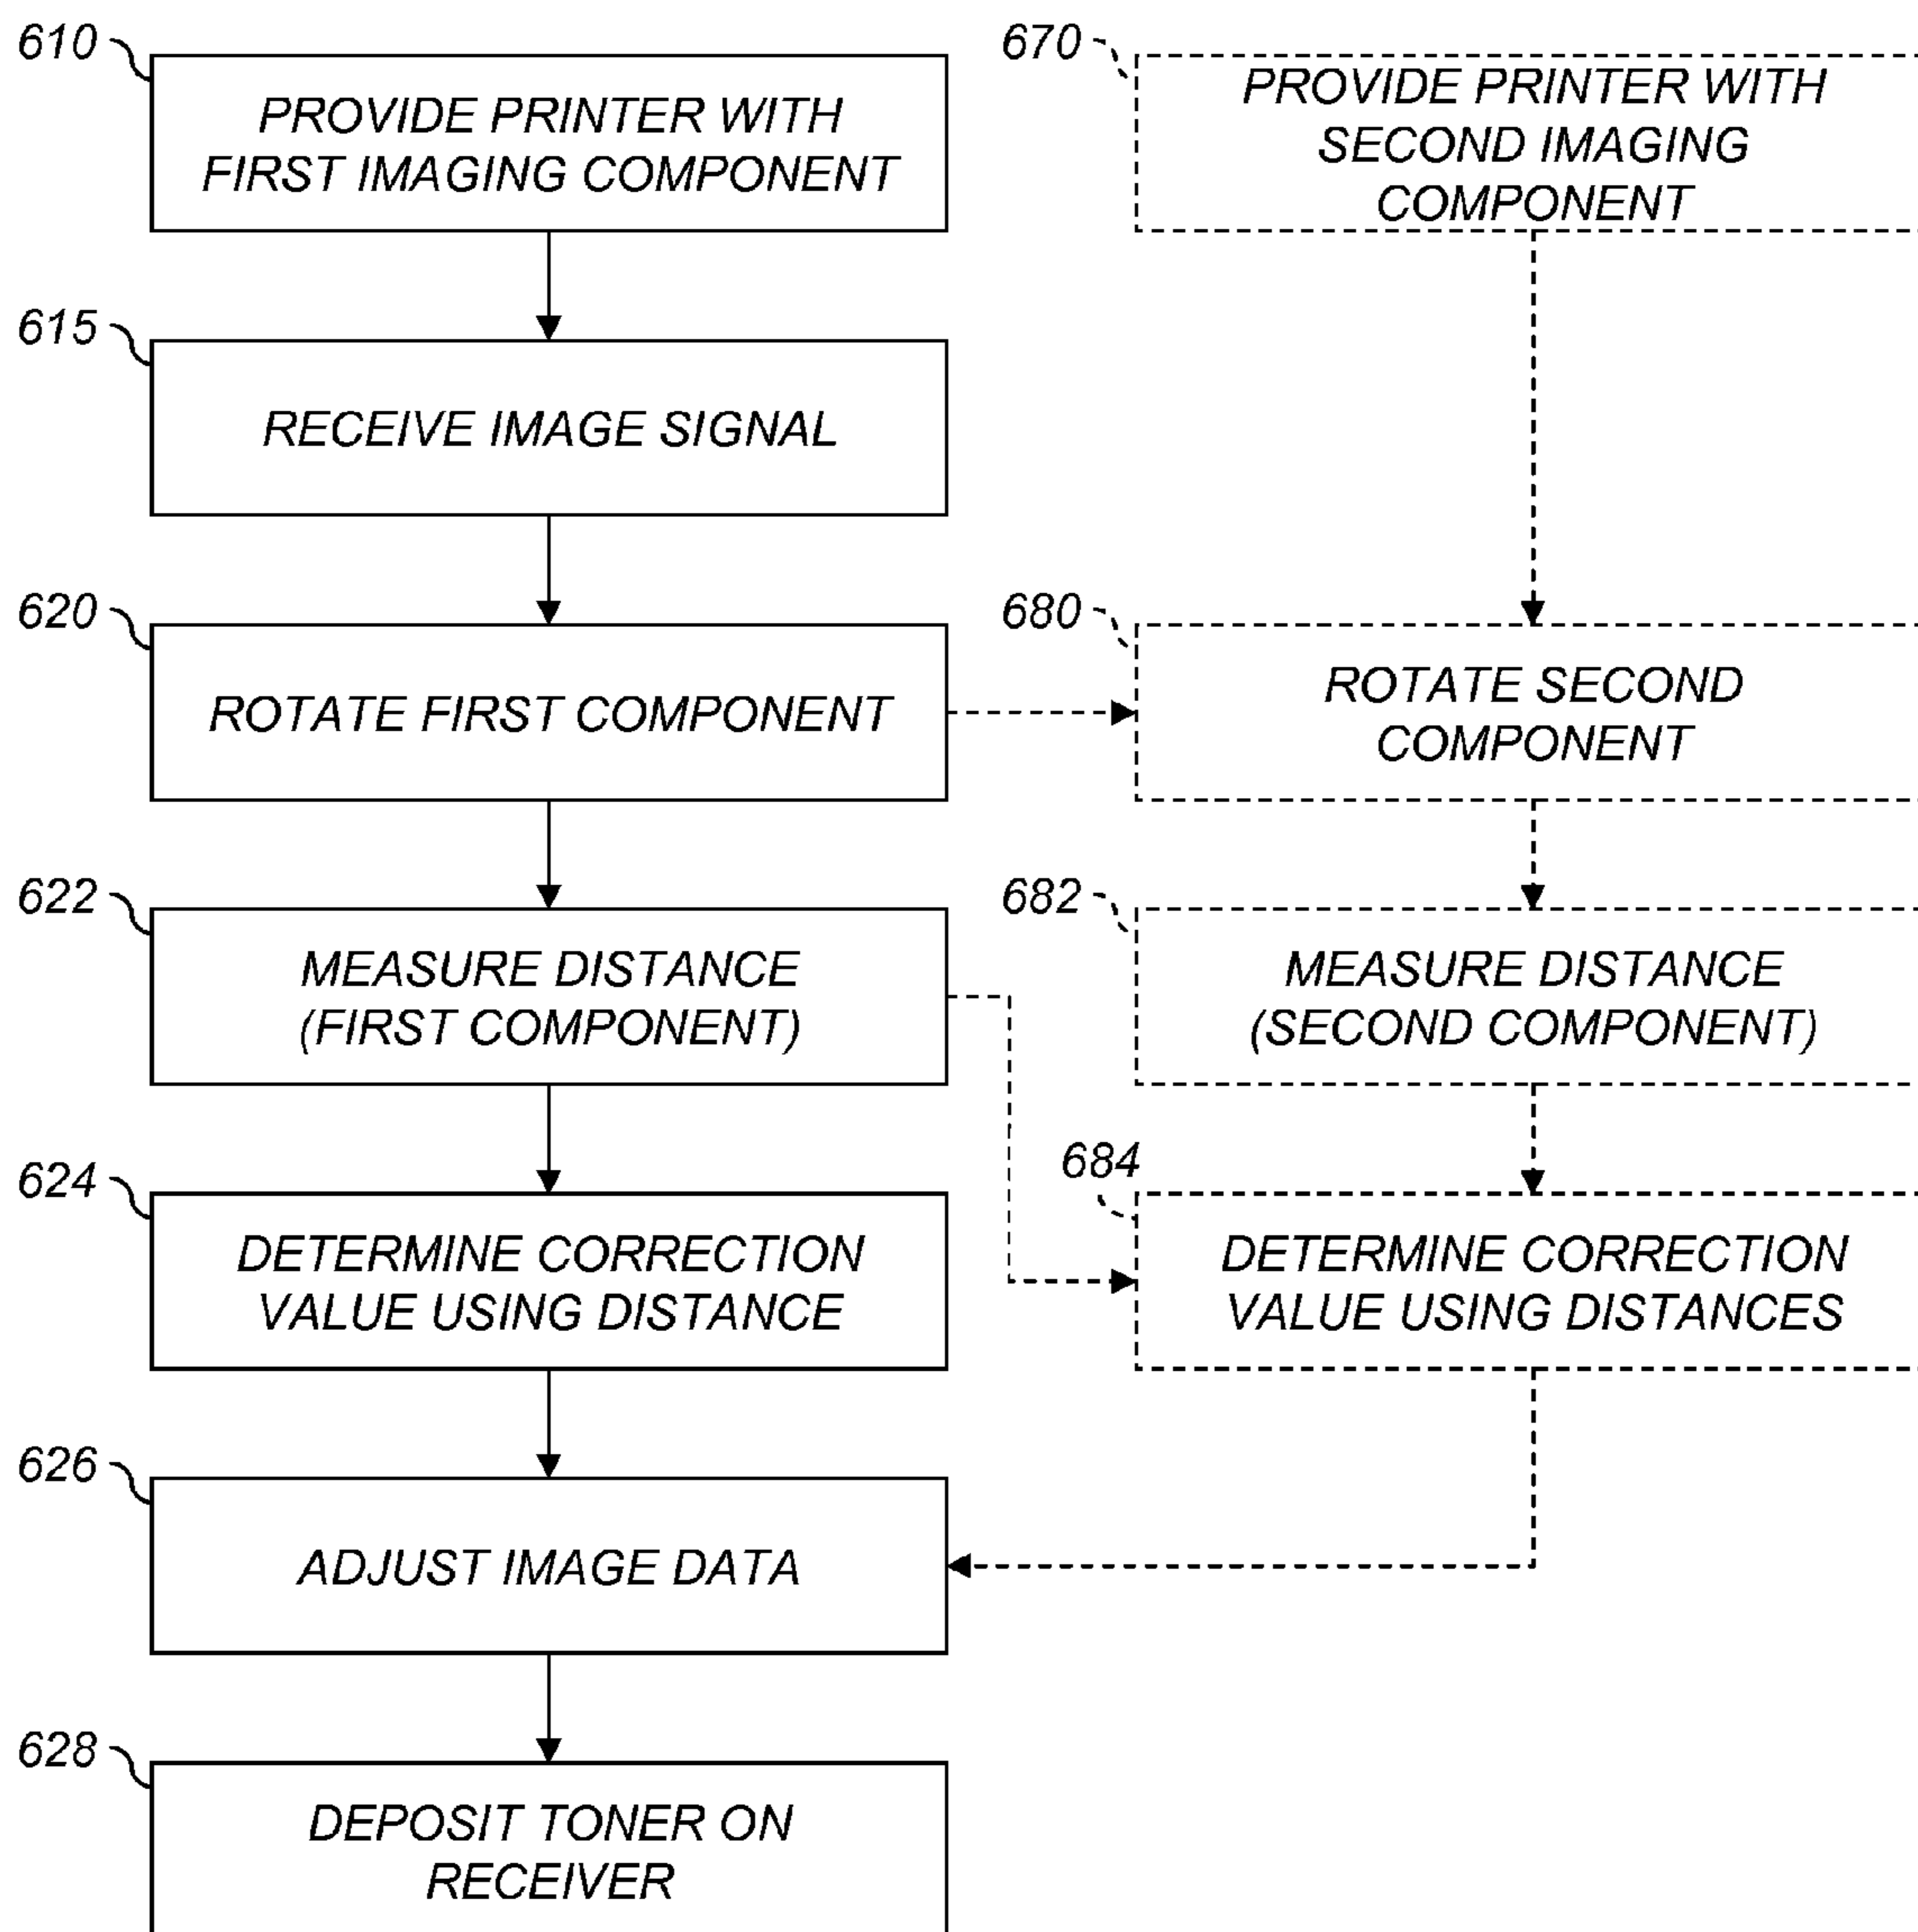 610
PROVIDE PRINTER WITH
FIRST IMAGING COMPONENT
670
PROVIDE PRINTER WITH
SECOND IMAGING
COMPONENT
615
RECEIVE IMAGE SIGNAL
620
ROTATE FIRST COMPONENT
680
ROTATE SECOND
COMPONENT
622
MEASURE DISTANCE
(FIRST COMPONENT)
682
MEASURE DISTANCE
(SECOND COMPONENT)
624
DETERMINE CORRECTION
VALUE USING DISTANCE
684
DETERMINE CORRECTION
VALUE USING DISTANCES
626
ADJUST IMAGE DATA
628
DEPOSIT TONER ON
RECEIVER